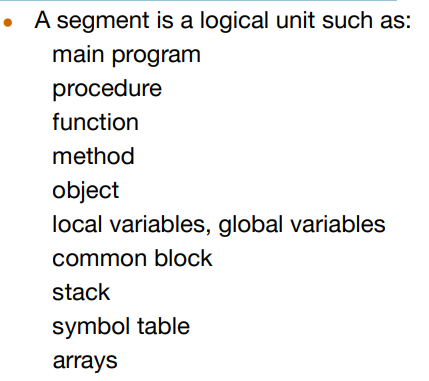 • A segment is a logical unit such as:
main program
procedure
function
method
object
local variables, global variables
common block
stack
symbol table
arrays